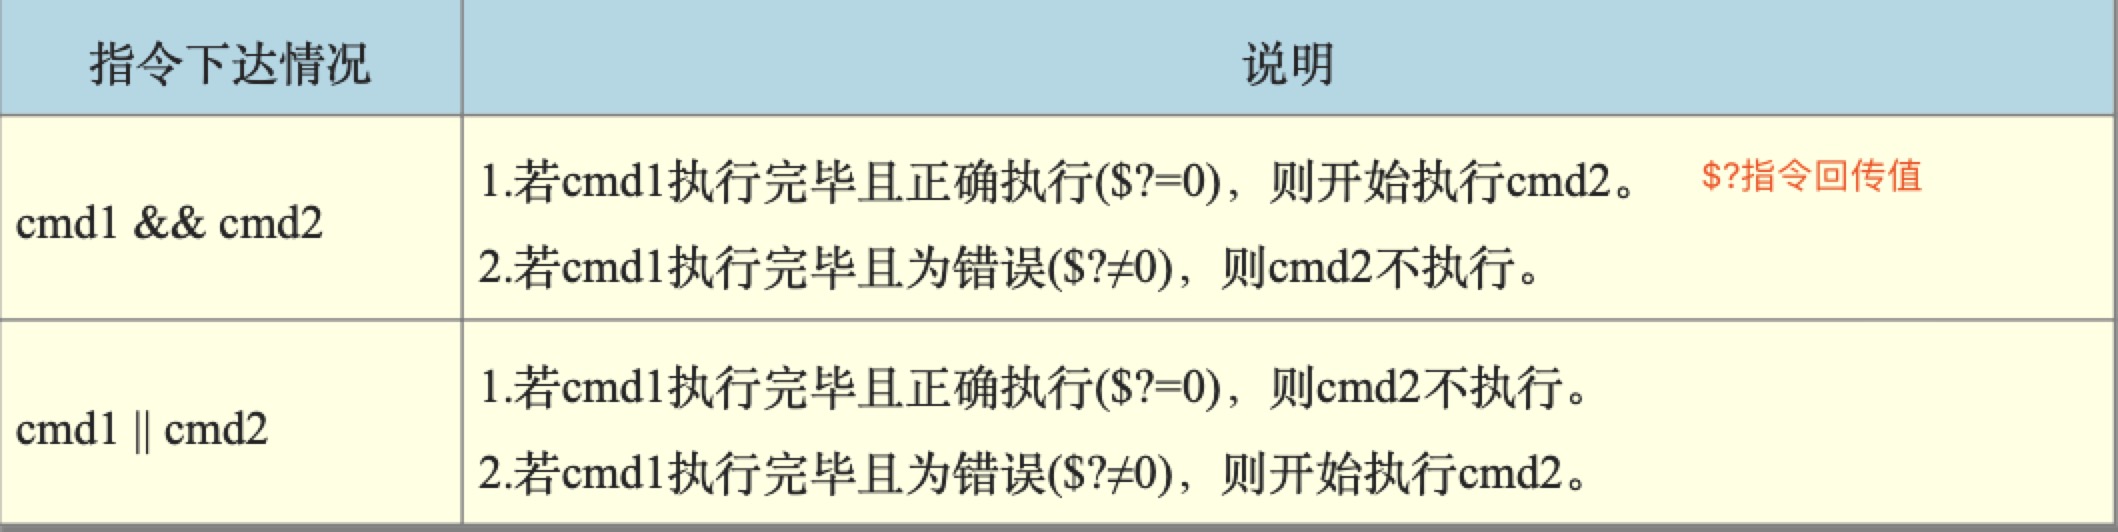 指令下达情况
说明
cmd1 && cmd2
1.若cmd1执行完毕且正确执行($?=0)，则开始执行cmd2。
$?指令回传值
2.若cmd1执行完毕且为错误($?≠0)，则cmd2不执行。
cmd1 || cmd2
1.若cmd1执行完毕且正确执行($?=0)，则cmd2不执行。
2.若cmd1执行完毕且为错误($?≠0)，则开始执行cmd2。